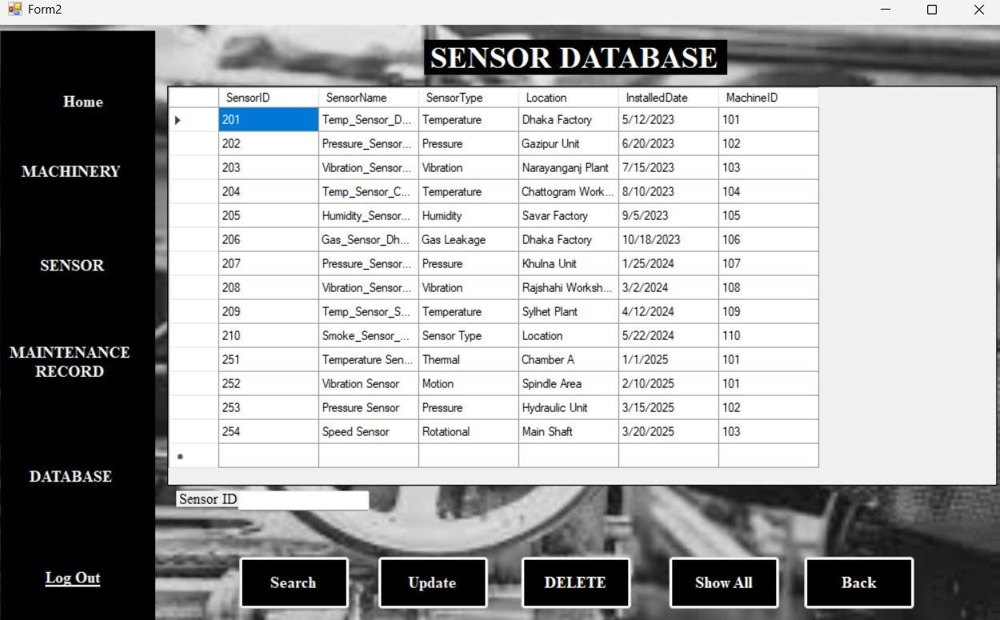 Form2
SENSOR DATABASE
Home
MACHINERY
SENSOR
MAINTENANCE
RECORD
DATABASE
Log Out
SensorID SensorName SensorType Location InstalledDate MachineID
201 Temp_Sensor_D... Temperature Dhaka Factory 5/12/2023 101
202 Pressure_Sensor... Pressure Gazipur Unit 6/20/2023 102
203 Vibration_Sensor... Vibration Narayanganj Plant 7/15/2023 103
204 Temp_Sensor_C... Temperature Chattogram Work... 8/10/2023 104
205 Humidity_Sensor... Humidity Savar Factory 9/5/2023 105
206 Gas_Sensor_Dh... Gas Leakage Dhaka Factory 10/18/2023 106
207 Pressure_Sensor... Pressure Khulna Unit 1/25/2024 107
208 Vibration_Sensor... Vibration Rajshahi Worksh... 3/2/2024 108
209 Temp_Sensor_S... Temperature Sylhet Plant 4/12/2024 109
210 Smoke_Sensor_... Sensor Type Location 5/22/2024 110
251 Temperature Sen... Thermal Chamber A 1/1/2025 101
252 Vibration Sensor Motion Spindle Area 2/10/2025 101
253 Pressure Sensor Pressure Hydraulic Unit 3/15/2025 102
254 Speed Sensor Rotational Main Shaft 3/20/2025 103
Sensor ID
Search Update DELETE Show All Back